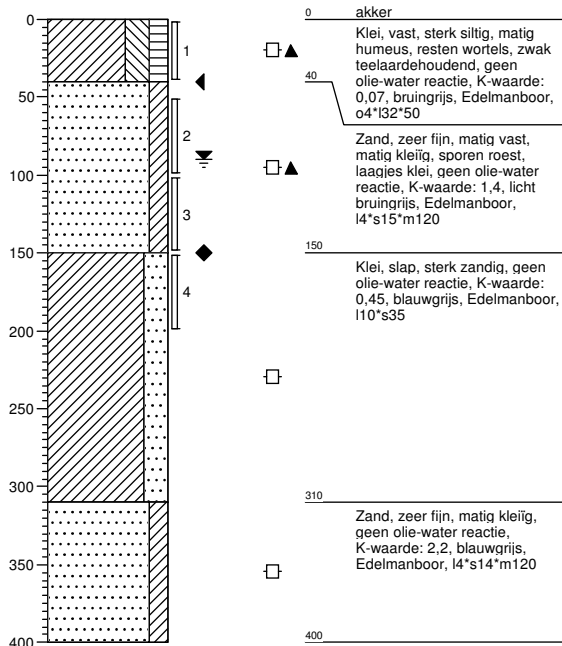 0
50
100
150
200
250
300
350
400
1
2
3
4
0 akker
Klei, vast, sterk siltig, matig
humeus, resten wortels, zwak
teelaardehoudend, geen
olie-water reactie, K-waarde:
0,07, bruingrijs, Edelmanboor,
o4*l32*50
40
Zand, zeer fijn, matig vast,
matig kleiïg, sporen roest,
laagjes klei, geen olie-water
reactie, K-waarde: 1,4, licht
bruingrijs, Edelmanboor,
l4*s15*m120
150
Klei, slap, sterk zandig, geen
olie-water reactie, K-waarde:
0,45, blauwgrijs, Edelmanboor,
l10*s35
310
Zand, zeer fijn, matig kleiïg,
geen olie-water reactie,
K-waarde: 2,2, blauwgrijs,
Edelmanboor, l4*s14*m120
400